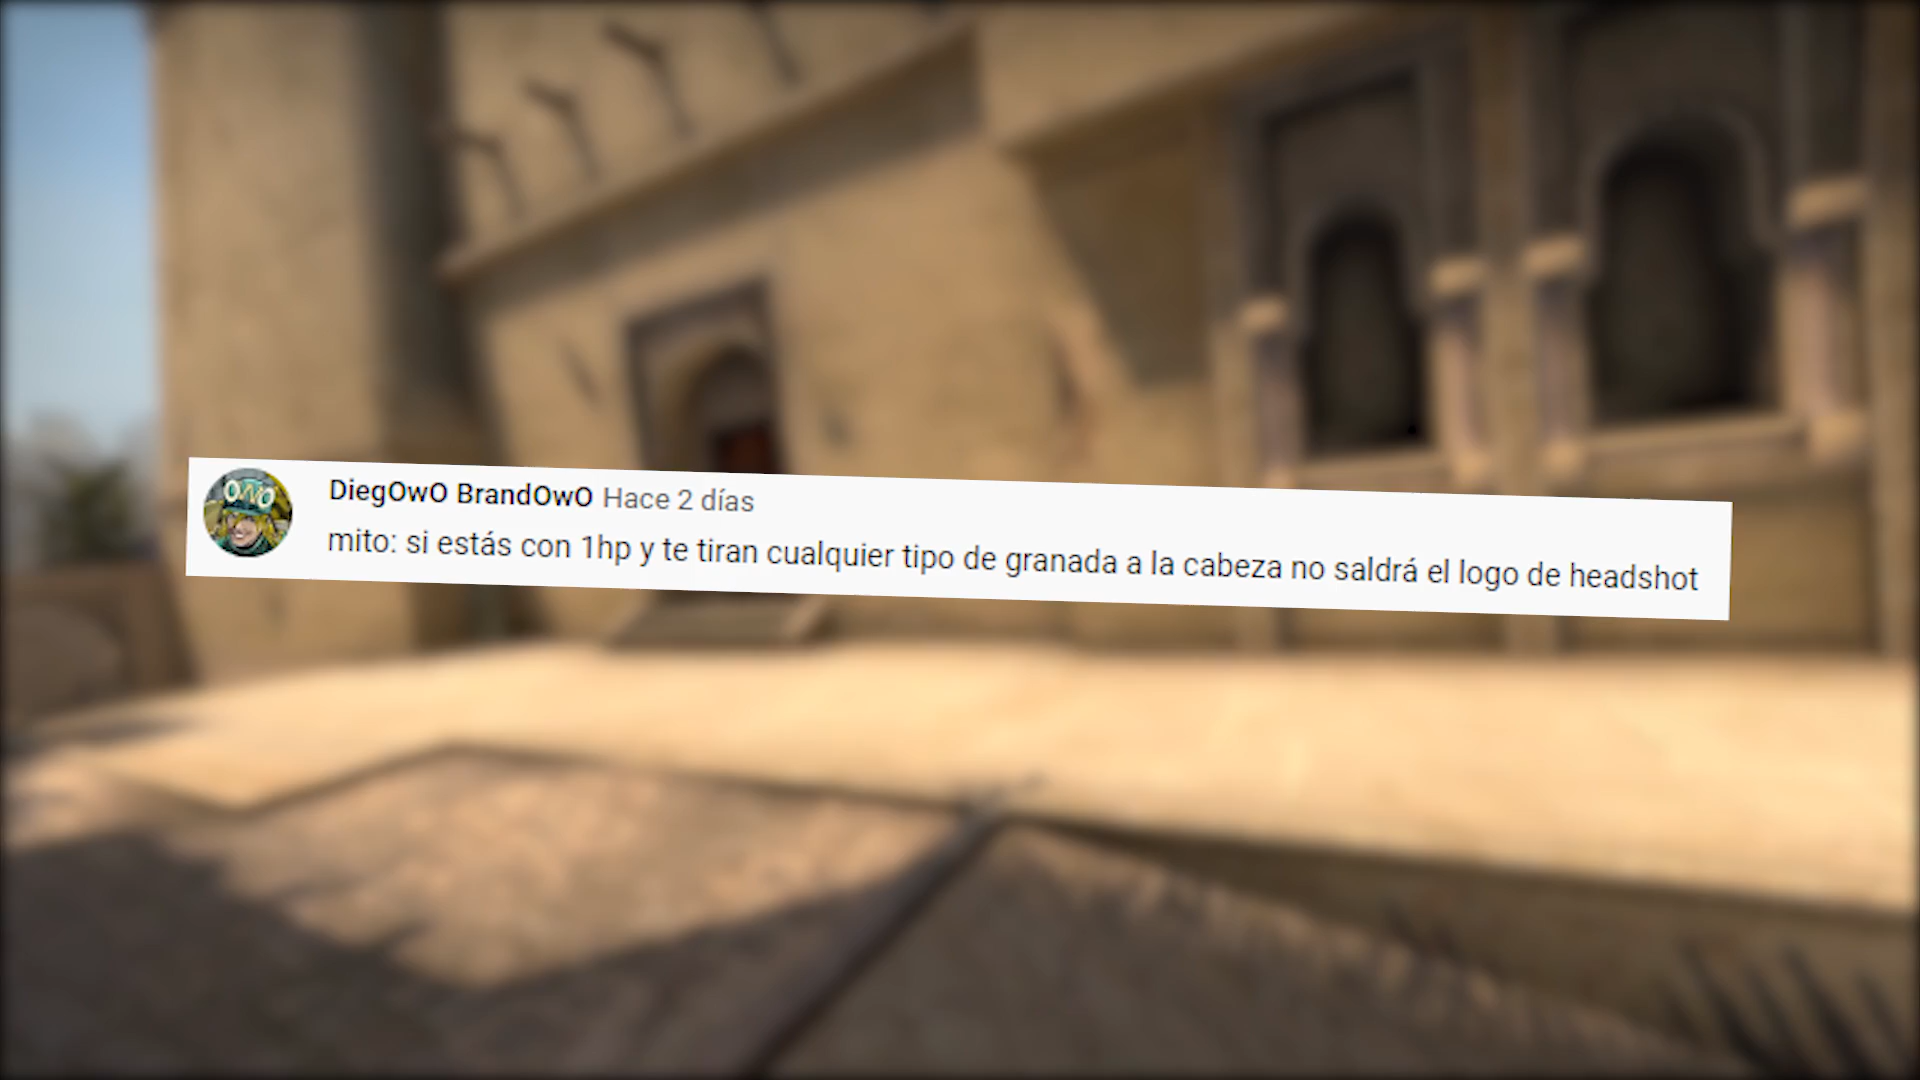 OWO
DiegOwO BrandOwO Hace 2 días
mito: si estás con 1hp y te tiran cualquier tipo de granada a la cabeza no saldrá el logo de headshot